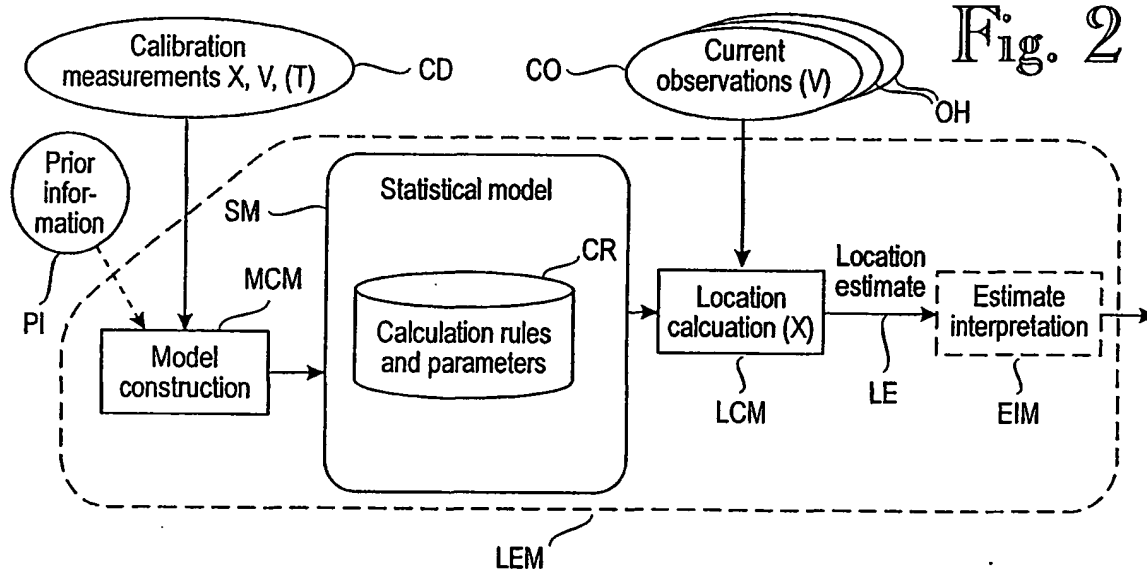 Fig. 2
Calibration
measurements X, V, (T)
CD
CO
Current
observations (V)
OH
Prior
infor-
mation
PI
SM
Statistical model
MCM
CR
Model
construction
Calculation rules
and parameters
Location
calcuation (X)
LCM
Location
estimate
LE
Estimate
interpretation
EIM
LEM